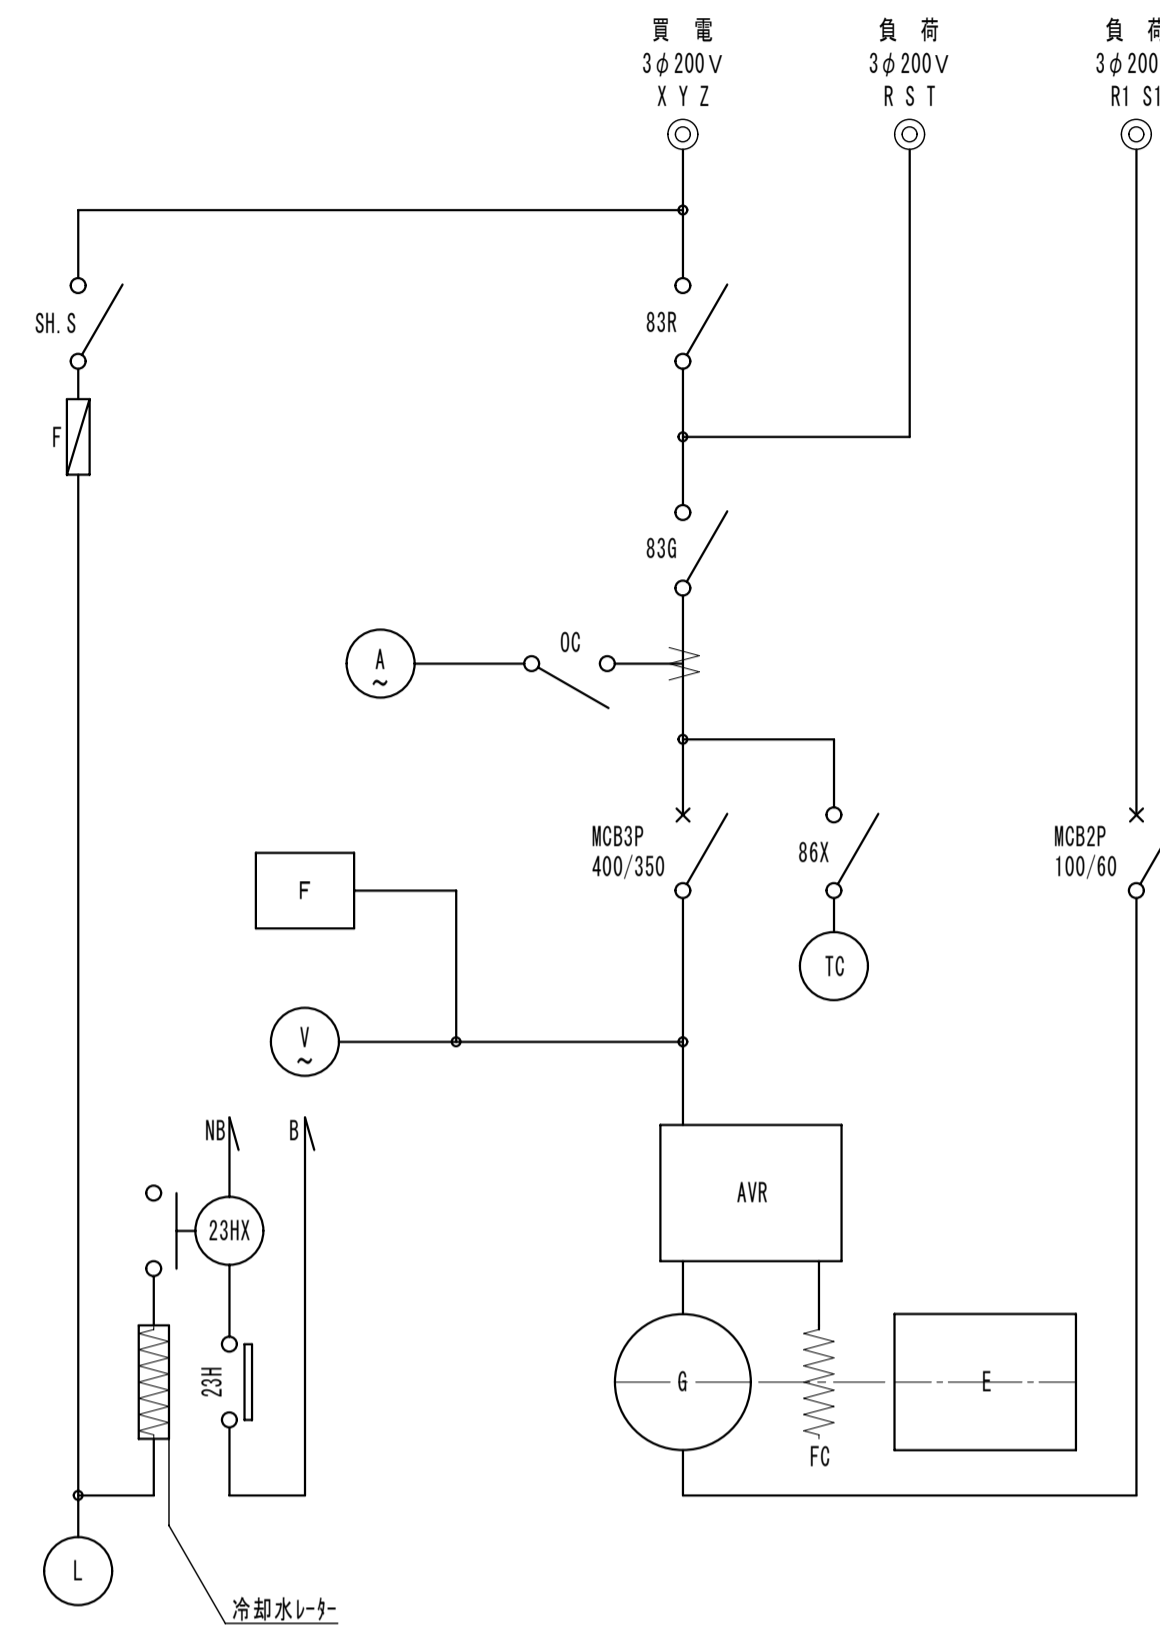 買 電
3φ200V
X Y Z
負 荷
3φ200V
R S T
負 荷
3φ200
R1 S1
SH.S
83R
F
83G
OC
A
~
MCB3P
400/350
86X
MCB2P
100/60
F
TC
V
~
NB
B
AVR
23HX
23H
G
E
FC
L
冷却水レーター